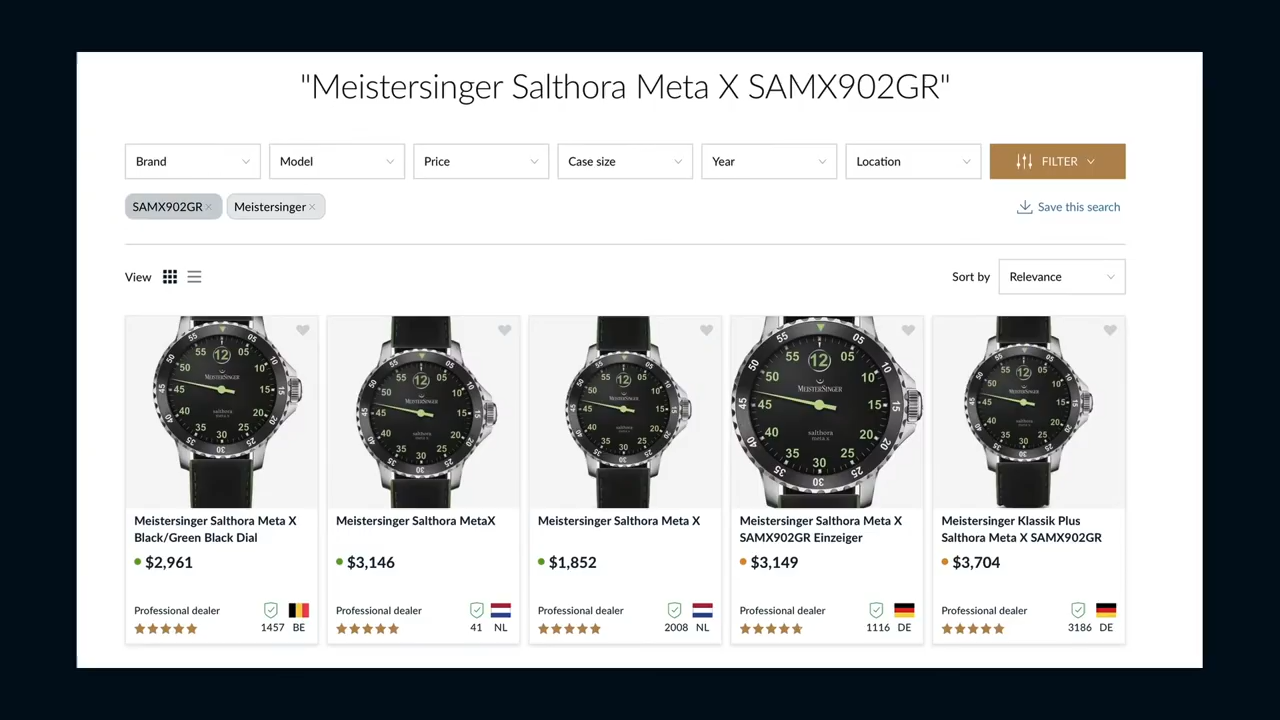 "Meistersinger Salthora Meta X SAMX902GR"
Brand Model Price Case size Year Location FILTER
SAMX902GR Meistersinger Save this search
View Sort by Relevance
Meistersinger Salthora Meta X
Black/Green Black Dial
$2,961
Professional dealer
1457 BE
Meistersinger Salthora MetaX
$3,146
Professional dealer
41 NL
Meistersinger Salthora Meta X
$1,852
Professional dealer
2008 NL
Meistersinger Salthora Meta X
SAMX902GR Einzeiger
$3,149
Professional dealer
1116 DE
Meistersinger Klassik Plus
Salthora Meta X SAMX902GR
$3,704
Professional dealer
3186 DE